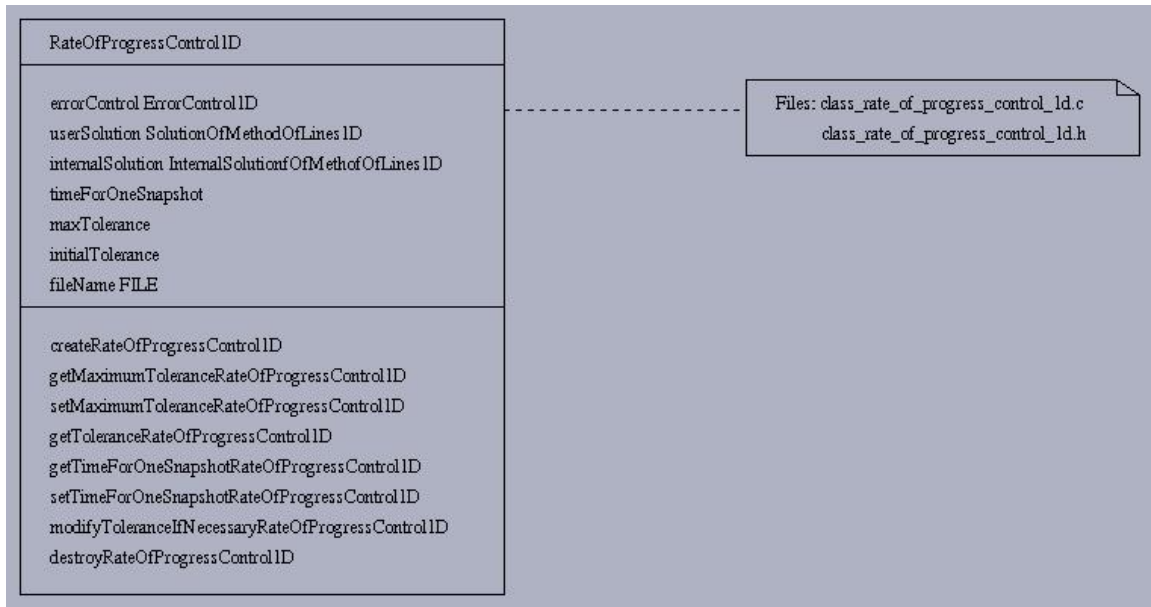 RateOfProgressControl1D
errorControl ErrorControl1D
userSolution SolutionOfMethodOfLines1D
internalSolution InternalSolutionfOfMethofOfLines1D
timeForOneSnapshot
maxTolerance
initialTolerance
fileName FILE
createRateOfProgressControl1D
getMaximumToleranceRateOfProgressControl1D
setMaximumToleranceRateOfProgressControl1D
getToleranceRateOfProgressControl1D
getTimeForOneSnapshotRateOfProgressControl1D
setTimeForOneSnapshotRateOfProgressControl1D
modifyToleranceIfNecessaryRateOfProgressControl1D
destroyRateOfProgressControl1D
Files: class_rate_of_progress_control_1d.c
class_rate_of_progress_control_1d.h